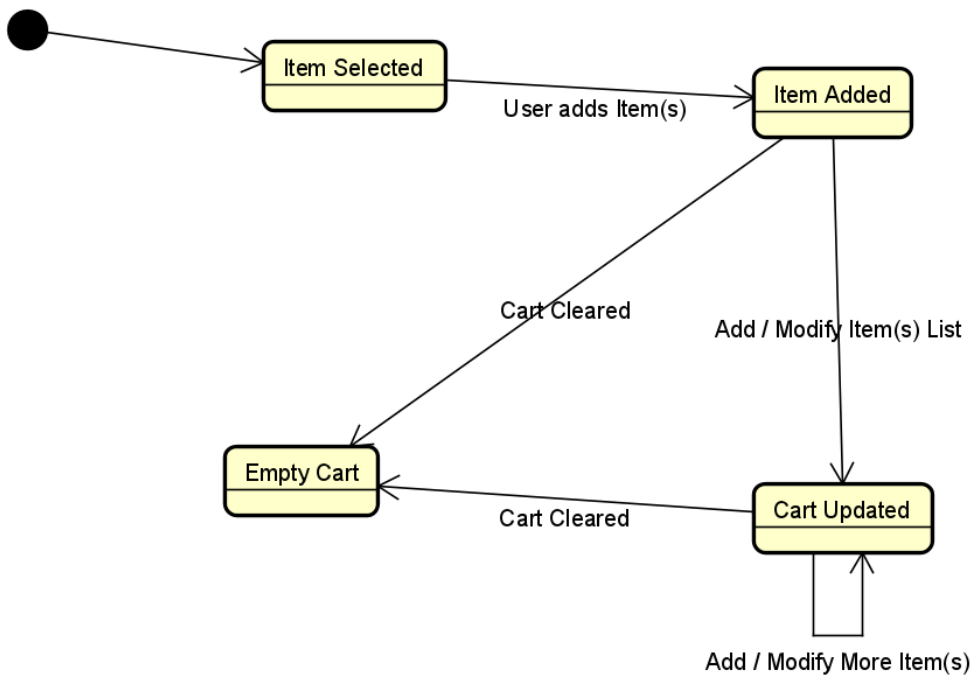 Item Selected
Item Added
User adds Item(s)
Cart Cleared
Add / Modify Item(s) List
Empty Cart
Cart Updated
Cart Cleared
Add / Modify More Item(s)